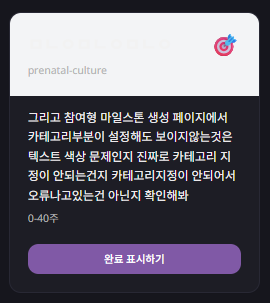 prenatal-culture
그리고 참여형 마일스톤 생성 페이지에서
카테고리부분이 설정해도 보이지않는것은
텍스트 색상 문제인지 진짜로 카테고리 지
정이 안되는건지 카테고리지정이 안되어서
오류나고있는건 아닌지 확인해봐
0-40주
완료 표시하기